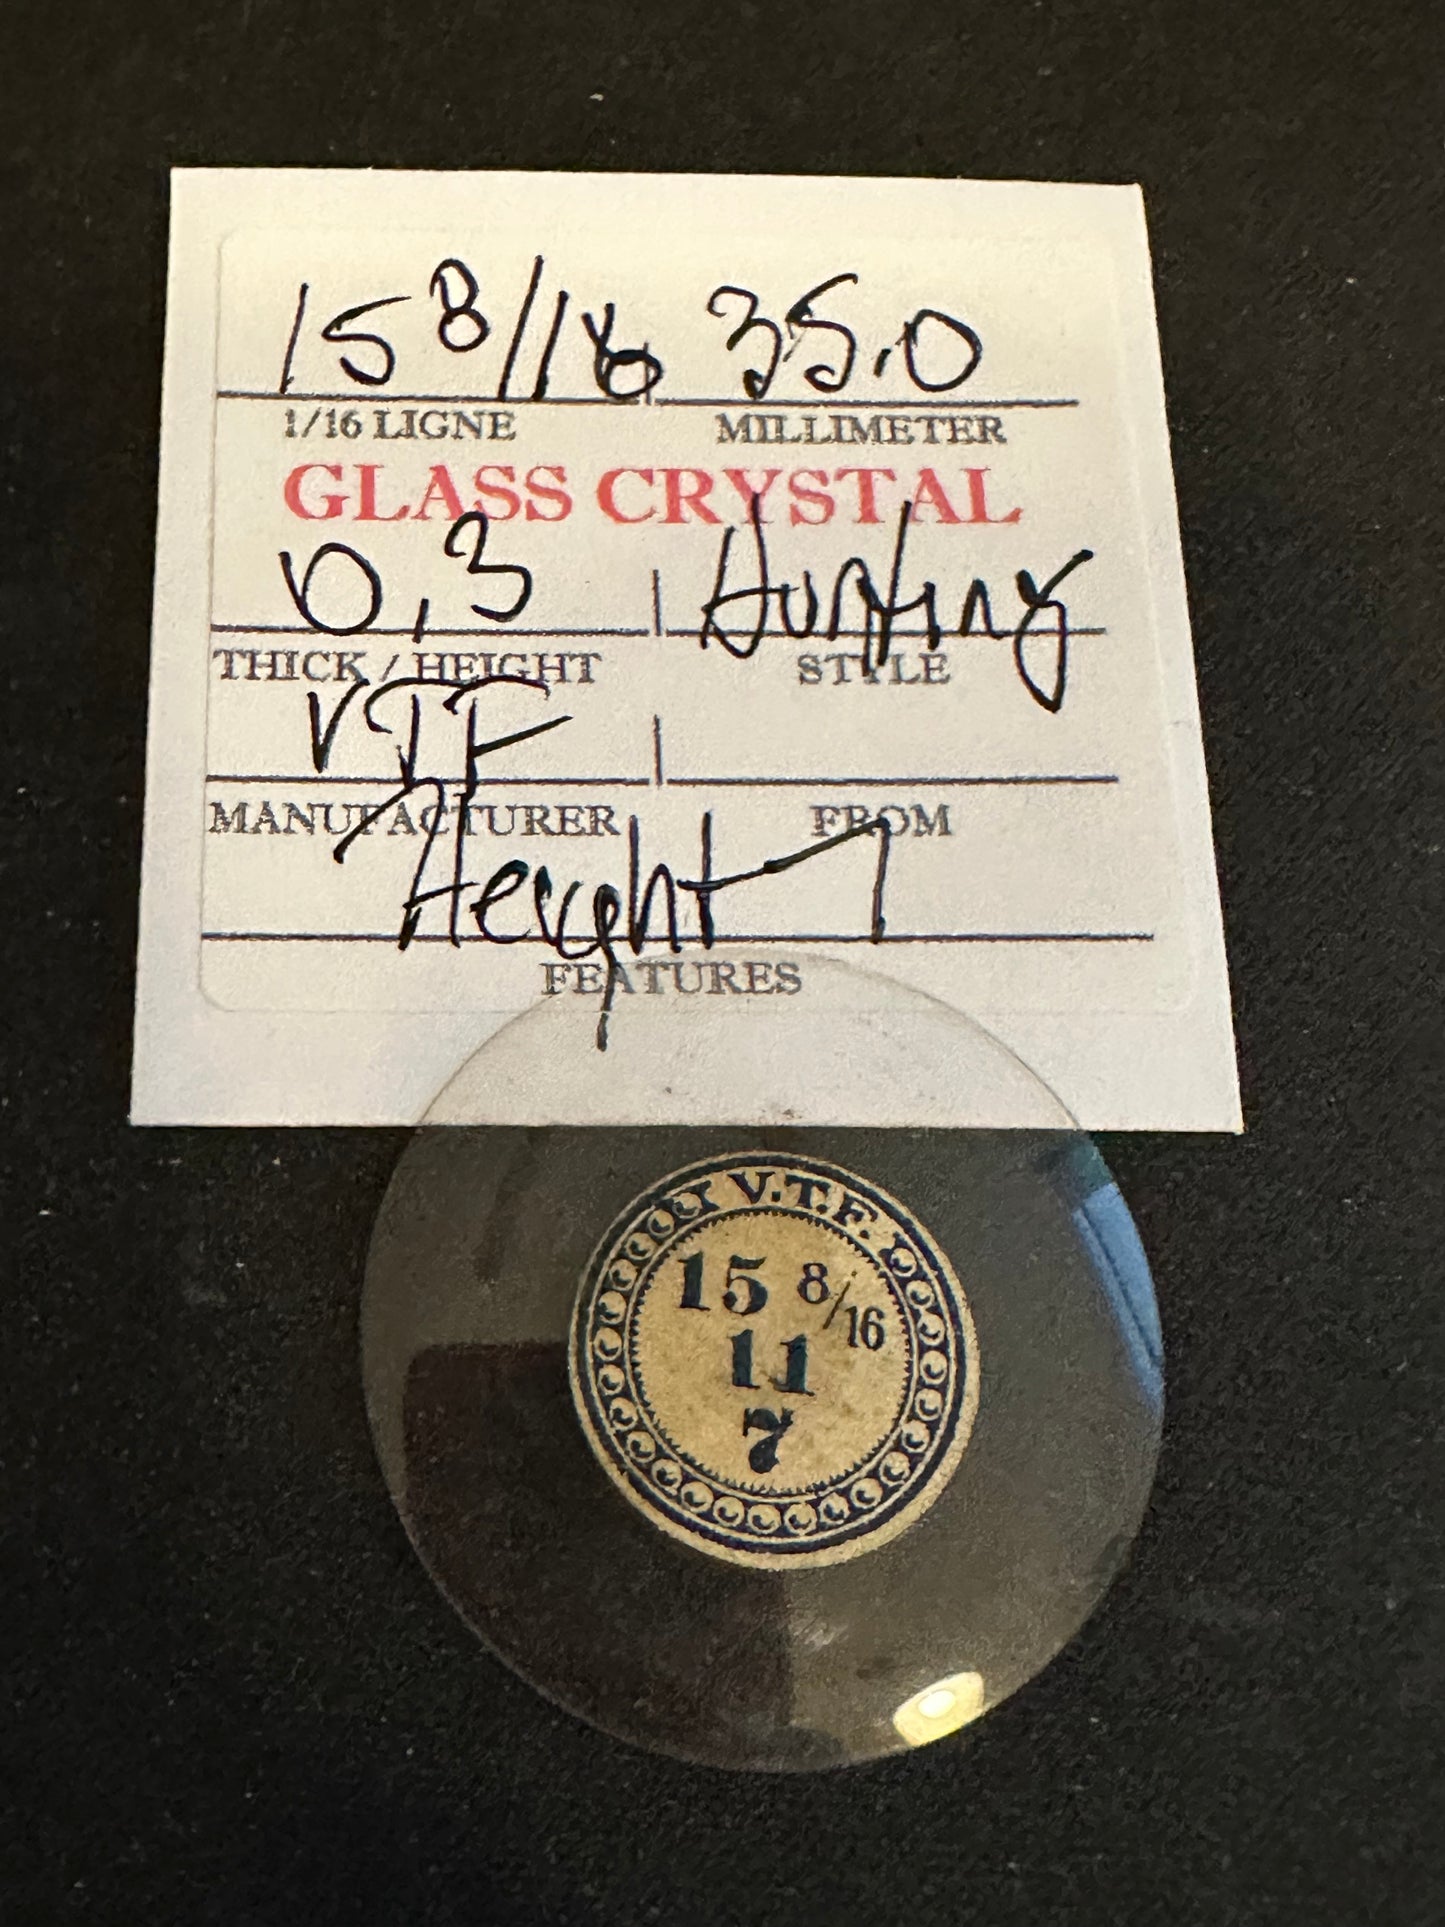 15 8/16 35.0
1/16 LIGNE MILLIMETER
GLASS CRYSTAL
0.3 Hunting
THICK / HEIGHT STYLE
VTF
MANUFACTURER FROM
Height 7
FEATURES
V.T.F.
15 8/16
11
7